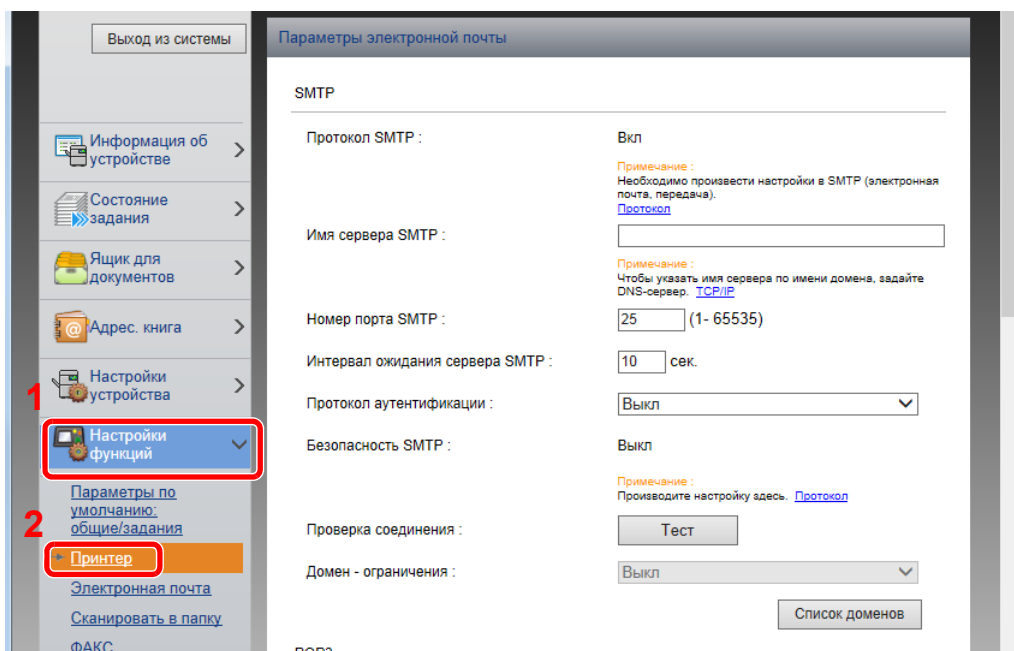 Выход из системы
Информация об
устройстве
Состояние
задания
Ящик для
документов
Адрес. книга
1
Настройки
устройства
Настройки
функций
2
Параметры по
умолчанию:
общие/задания
Принтер
Электронная почта
Сканировать в папку
ФАКС
Параметры электронной почты
SMTP
Протокол SMTP :
Вкл
Примечание :
Необходимо произвести настройки в SMTP (электронная
почта, передача).
Протокол
Имя сервера SMTP :
Примечание :
Чтобы указать имя сервера по имени домена, задайте
DNS-сервер. TCP/IP
Номер порта SMTP :
25 (1- 65535)
Интервал ожидания сервера SMTP :
10 сек.
Протокол аутентификации :
Выкл
Безопасность SMTP :
Выкл
Примечание :
Производите настройку здесь. Протокол
Проверка соединения :
Тест
Домен - ограничения :
Выкл
Список доменов
POP3